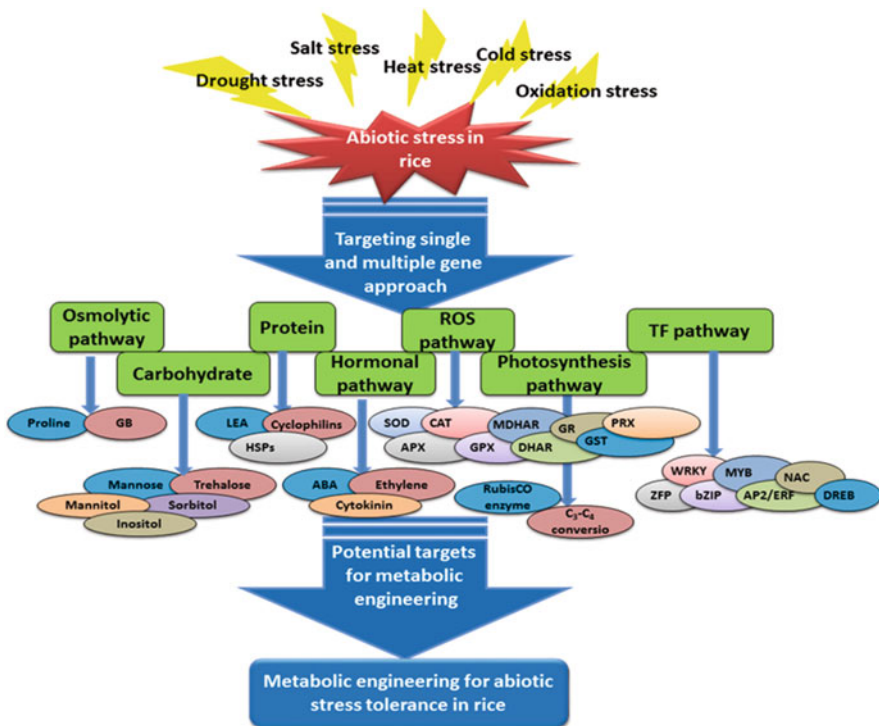 Salt stress
Cold stress
Heat stress
Drought stress
Oxidation stress
Abiotic stress in
rice
Targeting single
and multiple gene
approach
Osmolytic
pathway
Protein
ROS
pathway
TF pathway
Carbohydrate
Hormonal
pathway
Photosynthesis
pathway
Proline
GB
LEA
Cyclophilins
HSPs
SOD
CAT
MDHAR
GR
PRX
APX
GPX
DHAR
GST
Mannose
Trehalose
Mannitol
Sorbitol
Inositol
ABA
Ethylene
Cytokinin
RubisCO
enzyme
C₃-C₄
conversio
WRKY
MYB
NAC
ZFP
bZIP
AP2/ERF
DREB
Potential targets
for metabolic
engineering
Metabolic engineering for abiotic
stress tolerance in rice